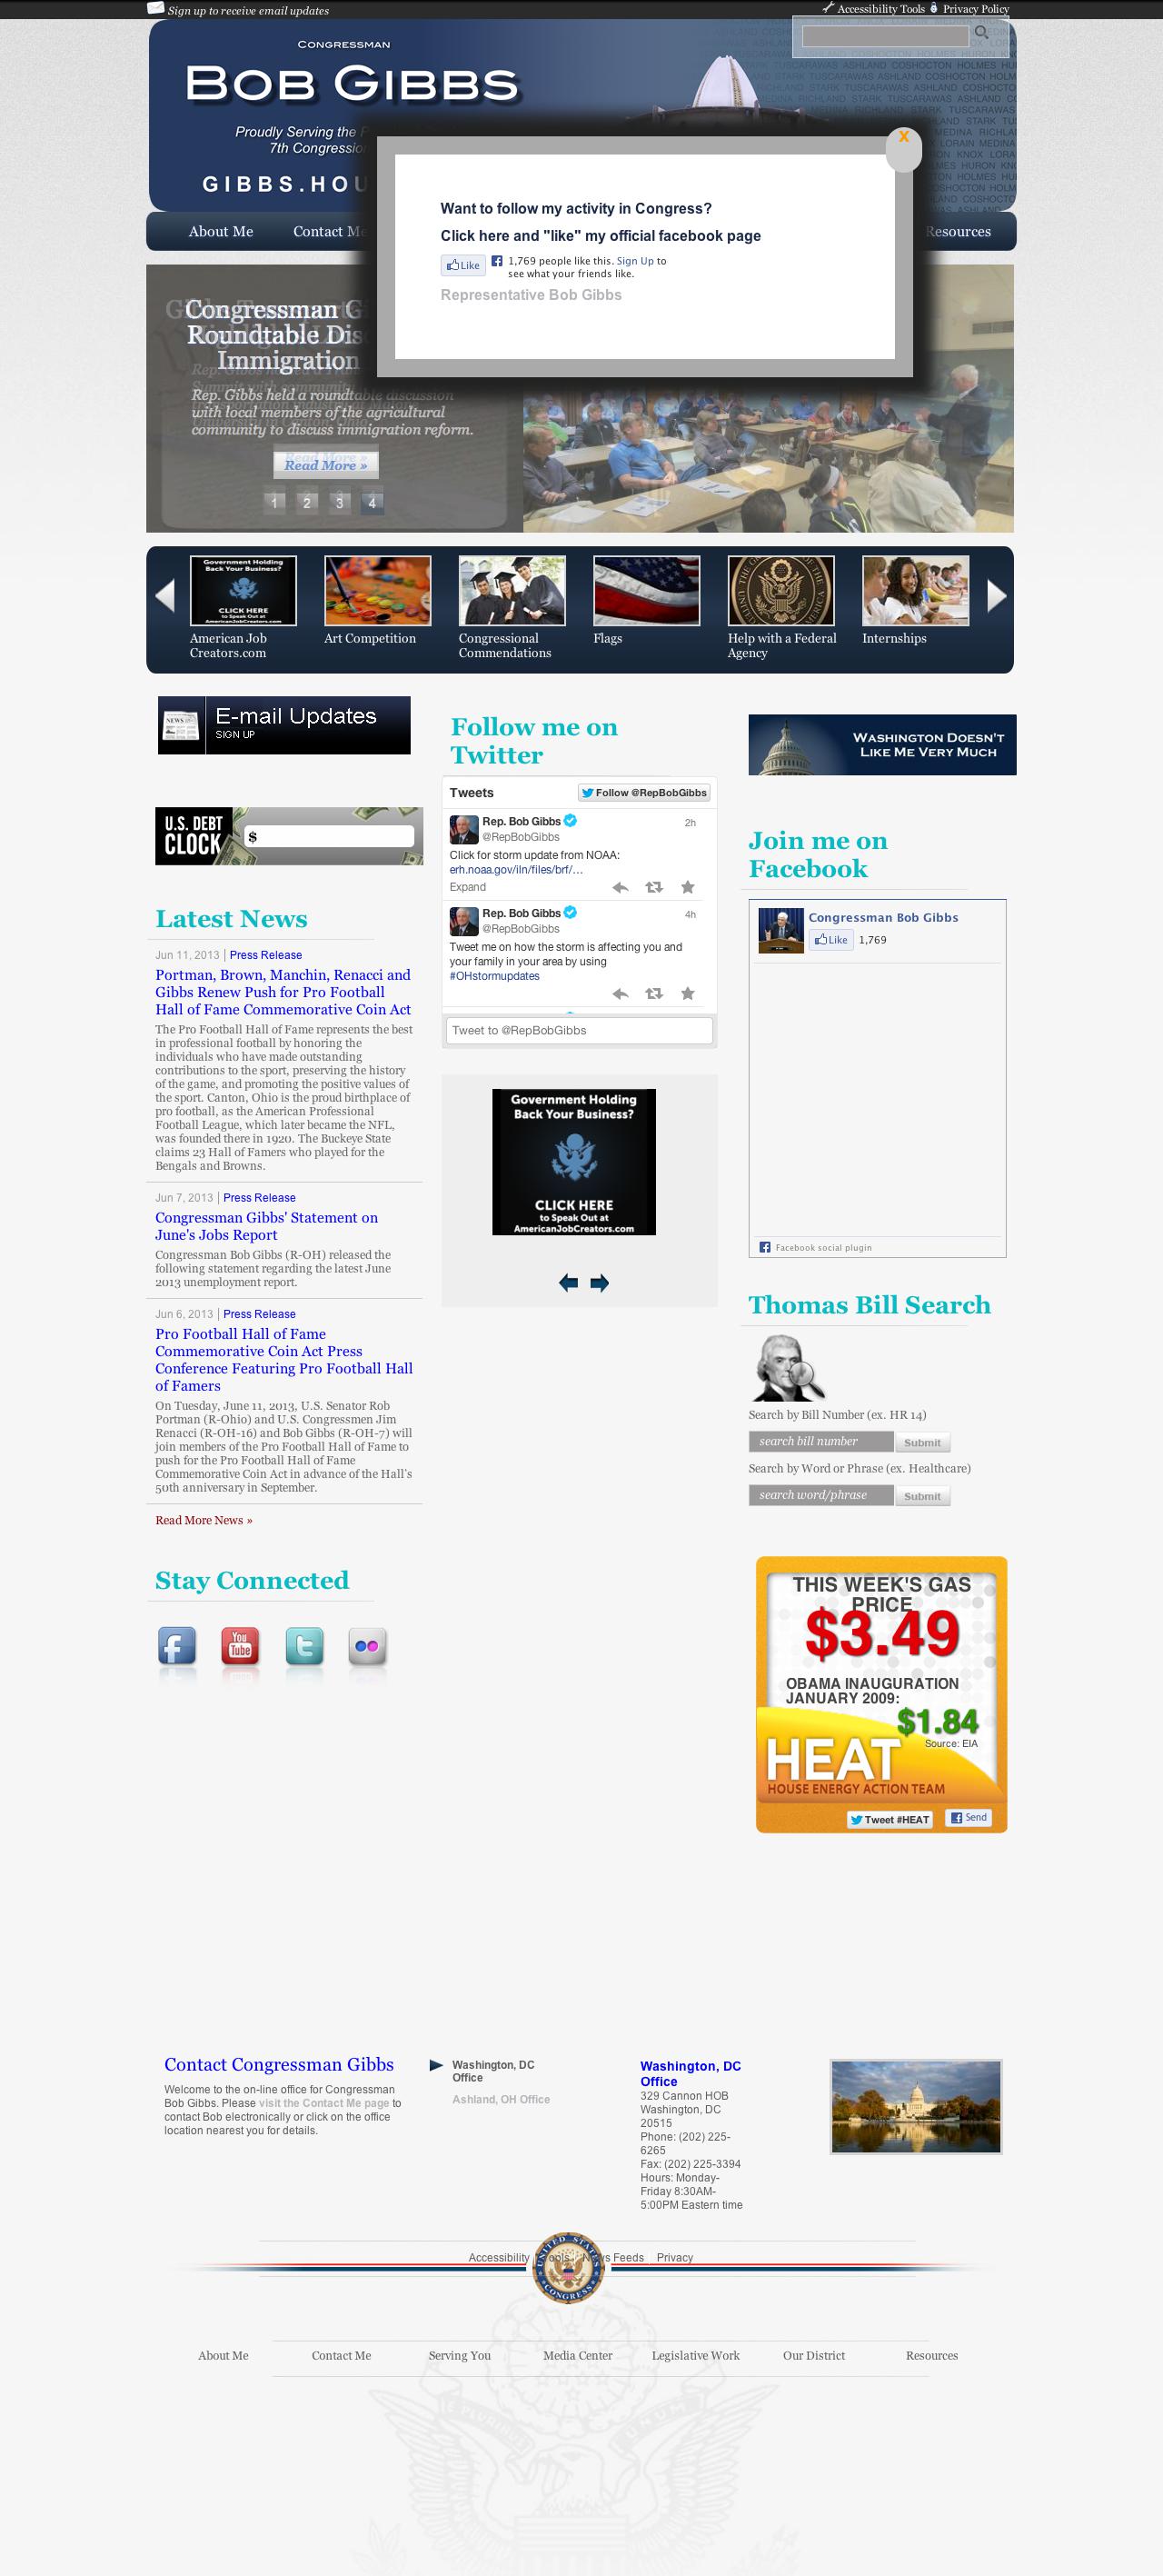 Sign up to receive email updates
Accessibility Tools
Privacy Policy
CONGRESSMAN
BOB GIBBS
Proudly Serving the
7th Congressio
GIBBS.HOU
About Me
Contact Me
Resources
X
Want to follow my activity in Congress?
Click here and "like" my official facebook page
Like
1,769 people like this. Sign Up to
see what your friends like.
Representative Bob Gibbs
Congressman G
Roundtable Dis
Immigration
Rep. Gibbs held a roundtable discussion
with local members of the agricultural
community to discuss immigration reform.
Read More »
1 2 3 4
Government Holding
Back Your Business?
CLICK HERE
to Speak Out at
AmericanJobCreators.com
American Job
Creators.com
Art Competition
Congressional
Commendations
Flags
Help with a Federal
Agency
Internships
E-mail Updates
SIGN UP
NEWS
U.S. DEBT
CLOCK
$
Latest News
Jun 11, 2013 | Press Release
Portman, Brown, Manchin, Renacci and
Gibbs Renew Push for Pro Football
Hall of Fame Commemorative Coin Act
The Pro Football Hall of Fame represents the best
in professional football by honoring the
individuals who have made outstanding
contributions to the sport, preserving the history
of the game, and promoting the positive values of
the sport. Canton, Ohio is the proud birthplace of
pro football, as the American Professional
Football League, which later became the NFL,
was founded there in 1920. The Buckeye State
claims 23 Hall of Famers who played for the
Bengals and Browns.
Jun 7, 2013 | Press Release
Congressman Gibbs' Statement on
June's Jobs Report
Congressman Bob Gibbs (R-OH) released the
following statement regarding the latest June
2013 unemployment report.
Jun 6, 2013 | Press Release
Pro Football Hall of Fame
Commemorative Coin Act Press
Conference Featuring Pro Football Hall
of Famers
On Tuesday, June 11, 2013, U.S. Senator Rob
Portman (R-Ohio) and U.S. Congressmen Jim
Renacci (R-OH-16) and Bob Gibbs (R-OH-7) will
join members of the Pro Football Hall of Fame to
push for the Pro Football Hall of Fame
Commemorative Coin Act in advance of the Hall's
50th anniversary in September.
Read More News »
Stay Connected
You
Tube
Follow me on
Twitter
Tweets
Follow @RepBobGibbs
Rep. Bob Gibbs
2h
@RepBobGibbs
Click for storm update from NOAA:
erh.noaa.gov/iln/files/brf/…
Expand
Rep. Bob Gibbs
4h
@RepBobGibbs
Tweet me on how the storm is affecting you and
your family in your area by using
#OHstormupdates
Tweet to @RepBobGibbs
Government Holding
Back Your Business?
CLICK HERE
to Speak Out at
AmericanJobCreators.com
WASHINGTON DOESN'T
LIKE ME VERY MUCH
Join me on
Facebook
Congressman Bob Gibbs
Like
1,769
Facebook social plugin
Thomas Bill Search
Search by Bill Number (ex. HR 14)
search bill number
Submit
Search by Word or Phrase (ex. Healthcare)
search word/phrase
Submit
THIS WEEK'S GAS
PRICE
$3.49
OBAMA INAUGURATION
JANUARY 2009:
$1.84
Source: EIA
HEAT
HOUSE ENERGY ACTION TEAM
Tweet #HEAT
Send
Contact Congressman Gibbs
Welcome to the on-line office for Congressman
Bob Gibbs. Please visit the Contact Me page to
contact Bob electronically or click on the office
location nearest you for details.
Washington, DC
Office
Ashland, OH Office
Washington, DC
Office
329 Cannon HOB
Washington, DC
20515
Phone: (202) 225-
6265
Fax: (202) 225-3394
Hours: Monday-
Friday 8:30AM-
5:00PM Eastern time
Accessibility
Feeds
Privacy
About Me
Contact Me
Serving You
Media Center
Legislative Work
Our District
Resources